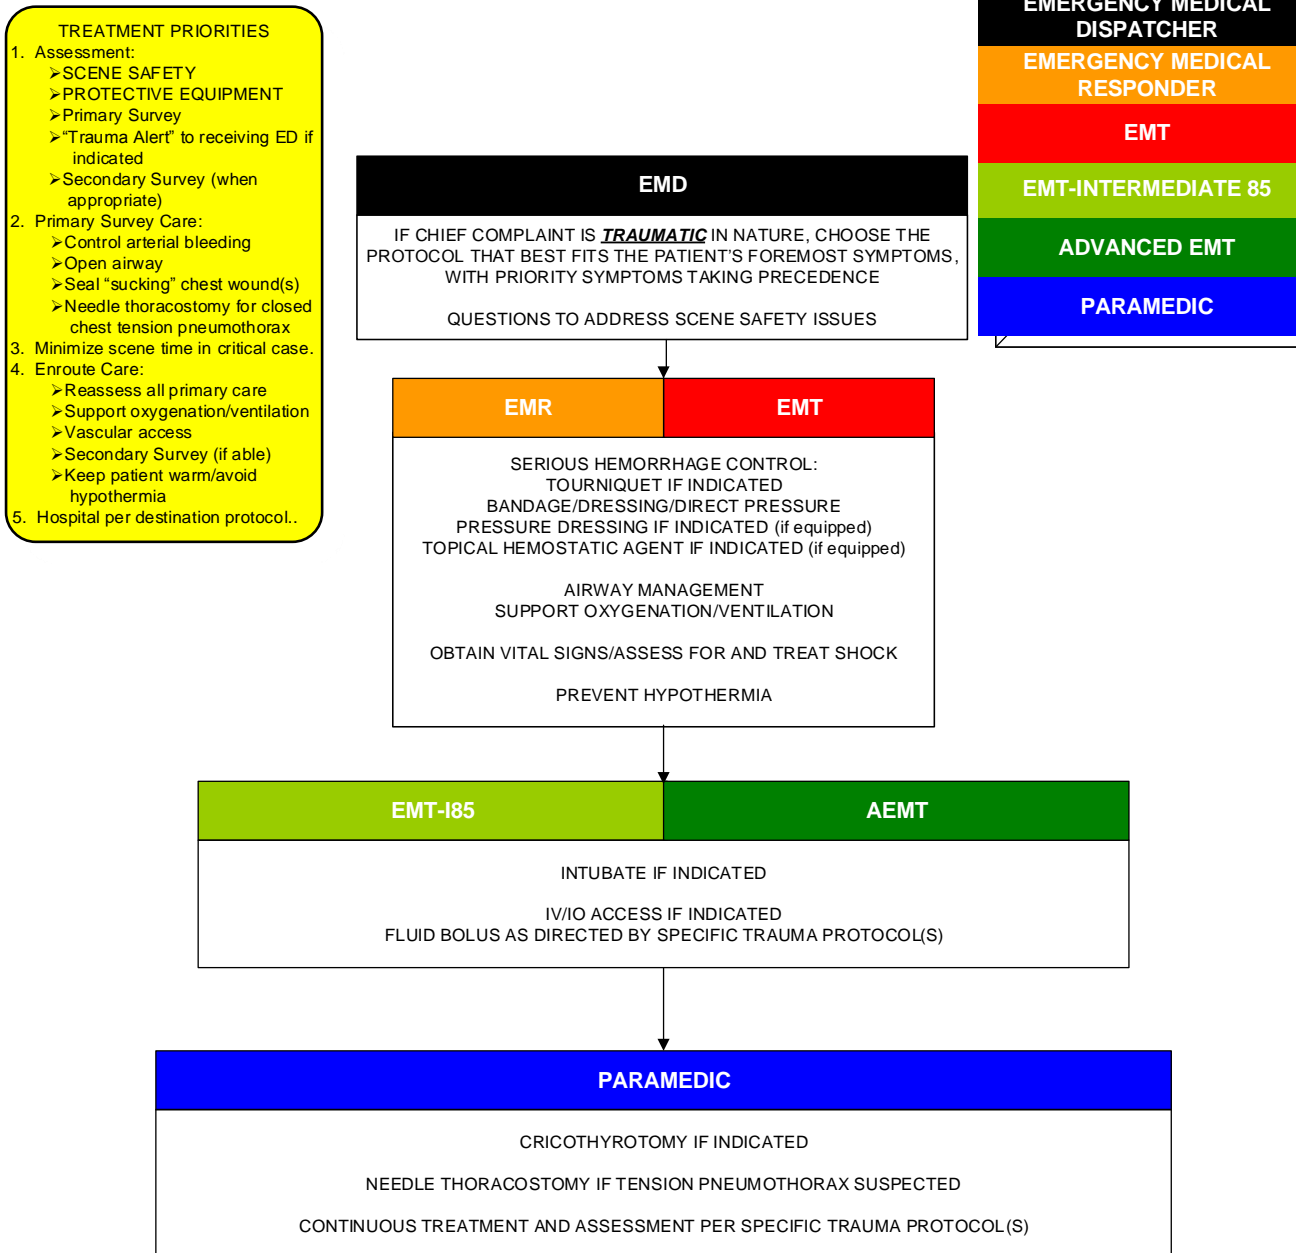 TREATMENT PRIORITIES
1. Assessment:
➢SCENE SAFETY
➢PROTECTIVE EQUIPMENT
➢Primary Survey
➢“Trauma Alert” to receiving ED if
indicated
➢Secondary Survey (when
appropriate)
2. Primary Survey Care:
➢Control arterial bleeding
➢Open airway
➢Seal “sucking” chest wound(s)
➢Needle thoracostomy for closed
chest tension pneumothorax
3. Minimize scene time in critical case.
4. Enroute Care:
➢Reassess all primary care
➢Support oxygenation/ventilation
➢Vascular access
➢Secondary Survey (if able)
➢Keep patient warm/avoid
hypothermia
5. Hospital per destination protocol..
EMERGENCY MEDICAL
DISPATCHER
EMERGENCY MEDICAL
RESPONDER
EMT
EMT-INTERMEDIATE 85
ADVANCED EMT
PARAMEDIC
EMD
IF CHIEF COMPLAINT IS TRAUMATIC IN NATURE, CHOOSE THE
PROTOCOL THAT BEST FITS THE PATIENT’S FOREMOST SYMPTOMS,
WITH PRIORITY SYMPTOMS TAKING PRECEDENCE
QUESTIONS TO ADDRESS SCENE SAFETY ISSUES
EMR
EMT
SERIOUS HEMORRHAGE CONTROL:
TOURNIQUET IF INDICATED
BANDAGE/DRESSING/DIRECT PRESSURE
PRESSURE DRESSING IF INDICATED (if equipped)
TOPICAL HEMOSTATIC AGENT IF INDICATED (if equipped)
AIRWAY MANAGEMENT
SUPPORT OXYGENATION/VENTILATION
OBTAIN VITAL SIGNS/ASSESS FOR AND TREAT SHOCK
PREVENT HYPOTHERMIA
EMT-I85
AEMT
INTUBATE IF INDICATED
IV/IO ACCESS IF INDICATED
FLUID BOLUS AS DIRECTED BY SPECIFIC TRAUMA PROTOCOL(S)
PARAMEDIC
CRICOTHYROTOMY IF INDICATED
NEEDLE THORACOSTOMY IF TENSION PNEUMOTHORAX SUSPECTED
CONTINUOUS TREATMENT AND ASSESSMENT PER SPECIFIC TRAUMA PROTOCOL(S)